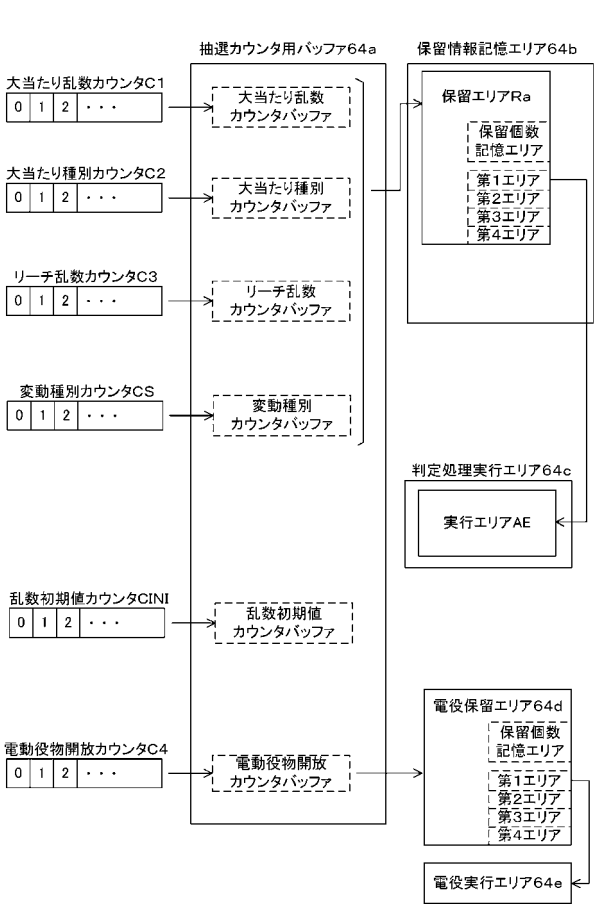 抽選カウンタ用バッファ64a
保留情報記憶エリア64b
大当たり乱数カウンタC1
0 1 2 ・・・
大当たり乱数
カウンタバッファ
保留エリアRa
保留個数
記憶エリア
第1エリア
第2エリア
第3エリア
第4エリア
大当たり種別カウンタC2
0 1 2 ・・・
大当たり種別
カウンタバッファ
リーチ乱数カウンタC3
0 1 2 ・・・
リーチ乱数
カウンタバッファ
変動種別カウンタCS
0 1 2 ・・・
変動種別
カウンタバッファ
判定処理実行エリア64c
実行エリアAE
乱数初期値カウンタCINI
0 1 2 ・・・
乱数初期値
カウンタバッファ
電動役物開放カウンタC4
0 1 2 ・・・
電動役物開放
カウンタバッファ
電役保留エリア64d
保留個数
記憶エリア
第1エリア
第2エリア
第3エリア
第4エリア
電役実行エリア64e